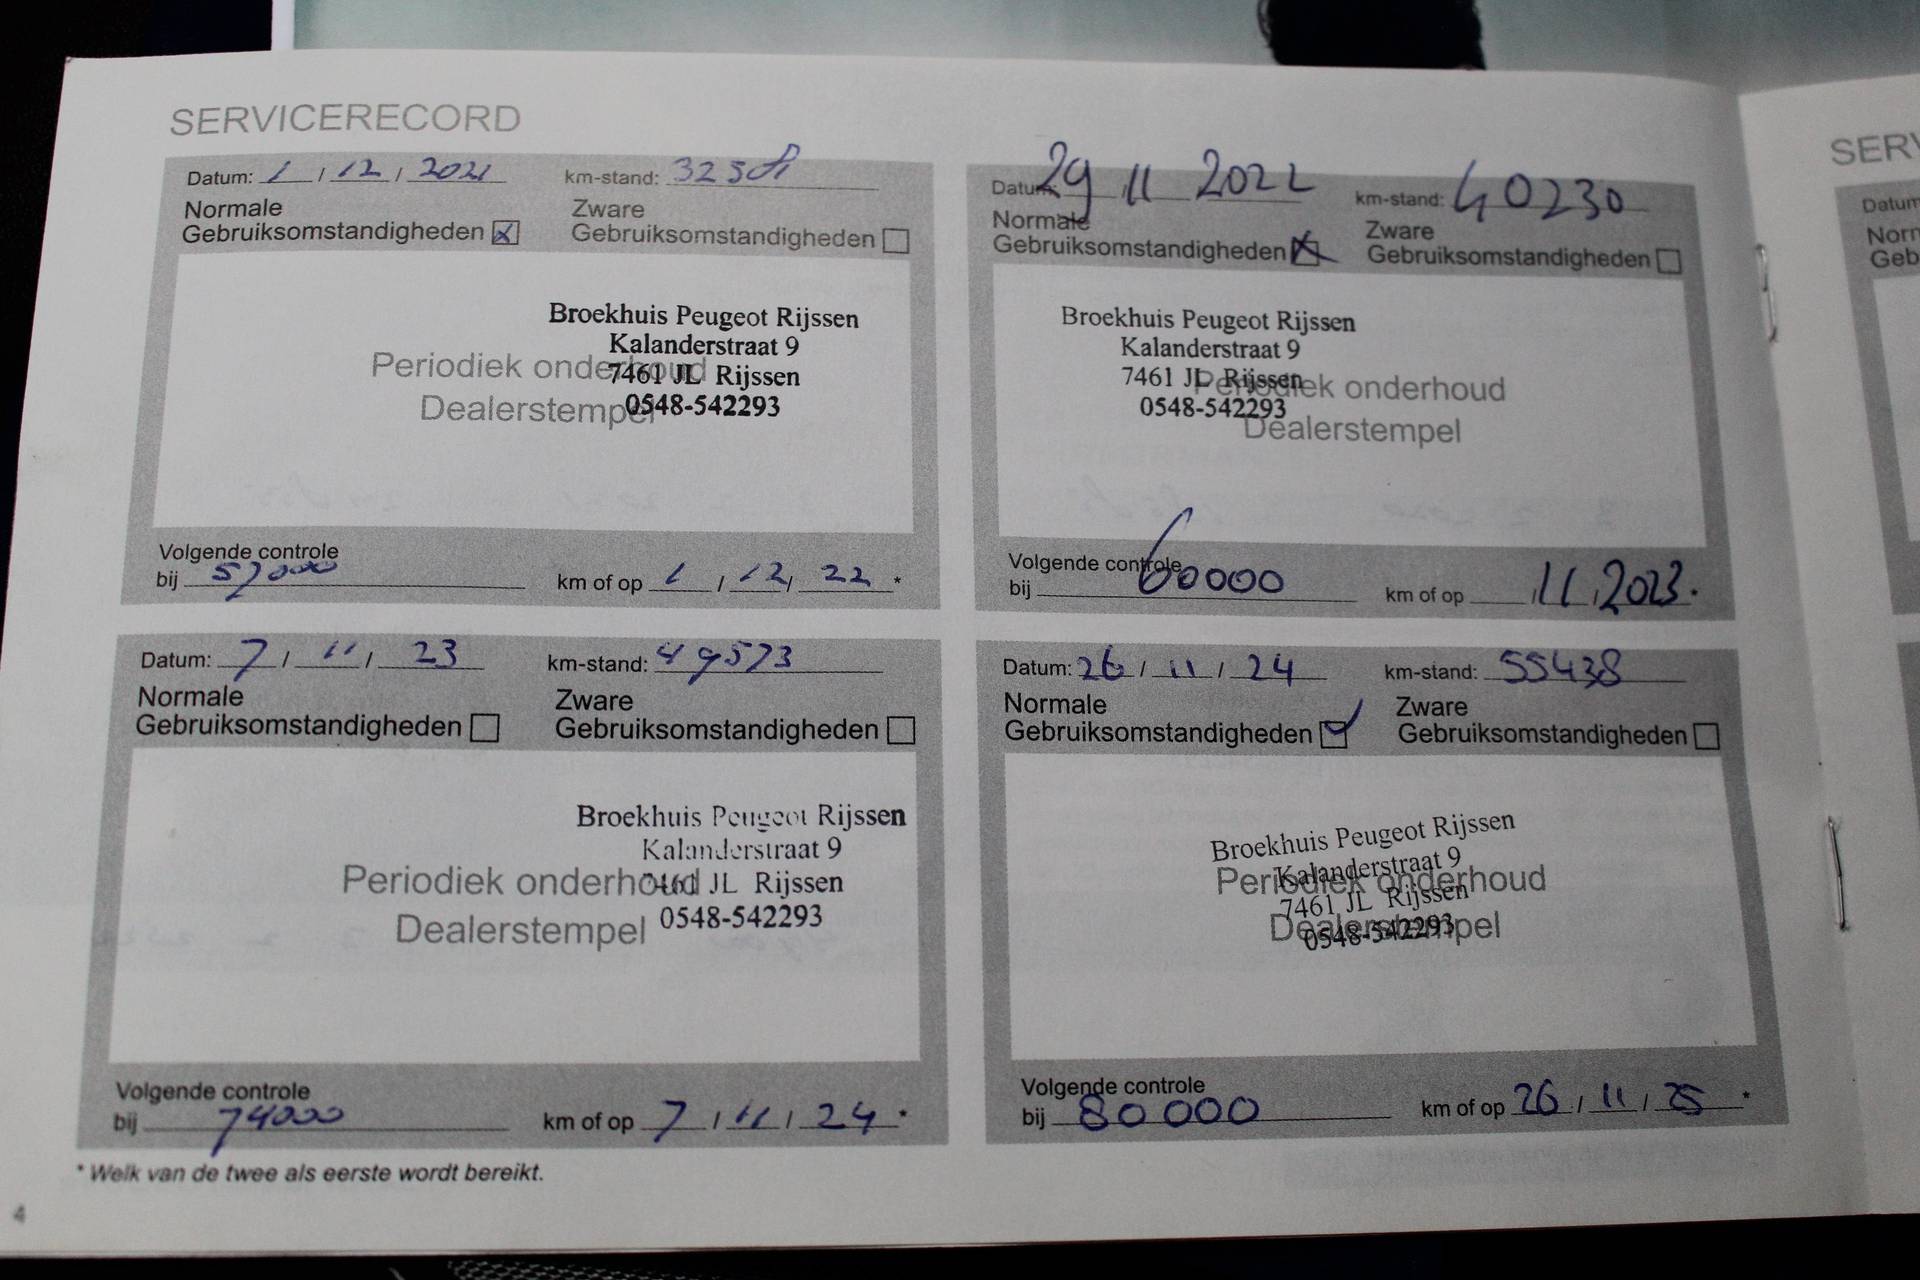 SERVICERECORD
Datum: 1 / 12 / 2021 km-stand:
Normale Zware
Gebruiksomstandigheden Gebruiksomstandigheden
Broekhuis Peugeot Rijssen
Kalanderstraat 9
Periodiek onderhoud
7461 JL Rijssen
Dealerstempel
0548-542293
Volgende controle
bij 57000 km of op 1 / 12 / 22 *
Datum: 29 11 2022 km-stand: 40230
Normale Zware
Gebruiksomstandigheden Gebruiksomstandigheden
Broekhuis Peugeot Rijssen
Kalanderstraat 9
7461 JL Rijssen
Periodiek onderhoud
0548-542293
Dealerstempel
Volgende controle
bij 60000 km of op , 11 , 2023 *
Datum: 7 / 11 / 23 km-stand: 49573
Normale Zware
Gebruiksomstandigheden Gebruiksomstandigheden
Broekhuis Peugeot Rijssen
Kalanderstraat 9
Periodiek onderhoud
7461 JL Rijssen
Dealerstempel
0548-542293
Volgende controle
bij 74000 km of op 7 / 11 / 24 *
Datum: 26 / 11 / 24 km-stand: 55438
Normale Zware
Gebruiksomstandigheden Gebruiksomstandigheden
Broekhuis Peugeot Rijssen
Kalanderstraat 9
Periodiek onderhoud
7461 JL Rijssen
Dealerstempel
0548-542293
Volgende controle
bij 80000 km of op 26 / 11 / 25 *
* Welk van de twee als eerste wordt bereikt.
4
SERV
Datum
Norm
Geb